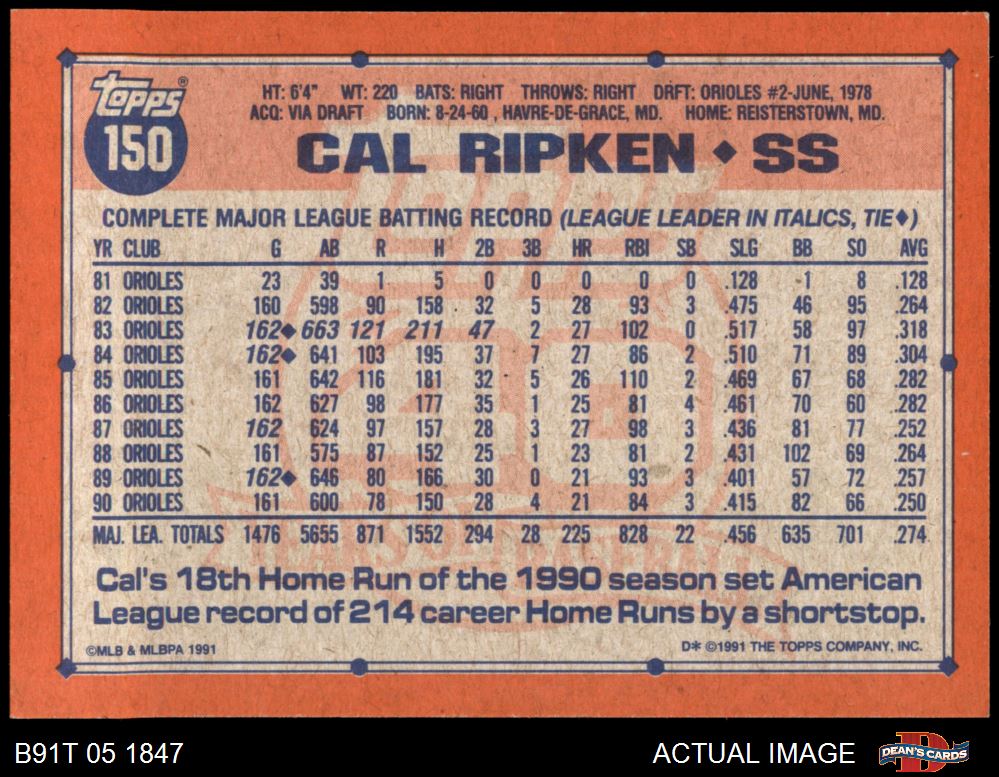 Topps®
150
HT: 6'4" WT: 220 BATS: RIGHT THROWS: RIGHT DRFT: ORIOLES #2-JUNE, 1978
ACQ: VIA DRAFT BORN: 8-24-60 , HAVRE-DE-GRACE, MD. HOME: REISTERSTOWN, MD.
CAL RIPKEN ◆ SS
COMPLETE MAJOR LEAGUE BATTING RECORD (LEAGUE LEADER IN ITALICS, TIE◆)
YR CLUB G AB R H 2B 3B HR RBI SB SLG BB SO AVG
81 ORIOLES 23 39 1 5 0 0 0 0 0 .128 1 8 .128
82 ORIOLES 160 598 90 158 32 5 28 93 3 .475 46 95 .264
83 ORIOLES 162◆ 663 121 211 47 2 27 102 0 .517 58 97 .318
84 ORIOLES 162◆ 641 103 195 37 7 27 86 2 .510 71 89 .304
85 ORIOLES 161 642 116 181 32 5 26 110 2 .469 67 68 .282
86 ORIOLES 162 627 98 177 35 1 25 81 4 .461 70 60 .282
87 ORIOLES 162 624 97 157 28 3 27 98 3 .436 81 77 .252
88 ORIOLES 161 575 87 152 25 1 23 81 2 .431 102 69 .264
89 ORIOLES 162◆ 646 80 166 30 0 21 93 3 .401 57 72 .257
90 ORIOLES 161 600 78 150 28 4 21 84 3 .415 82 66 .250
MAJ. LEA. TOTALS 1476 5655 871 1552 294 28 225 828 22 .456 635 701 .274
Cal's 18th Home Run of the 1990 season set American
League record of 214 career Home Runs by a shortstop.
©MLB & MLBPA 1991 D* ©1991 THE TOPPS COMPANY, INC.
TOPPS
40
YEARS OF BASEBALL
B91T 05 1847 ACTUAL IMAGE DEAN'S CARDS